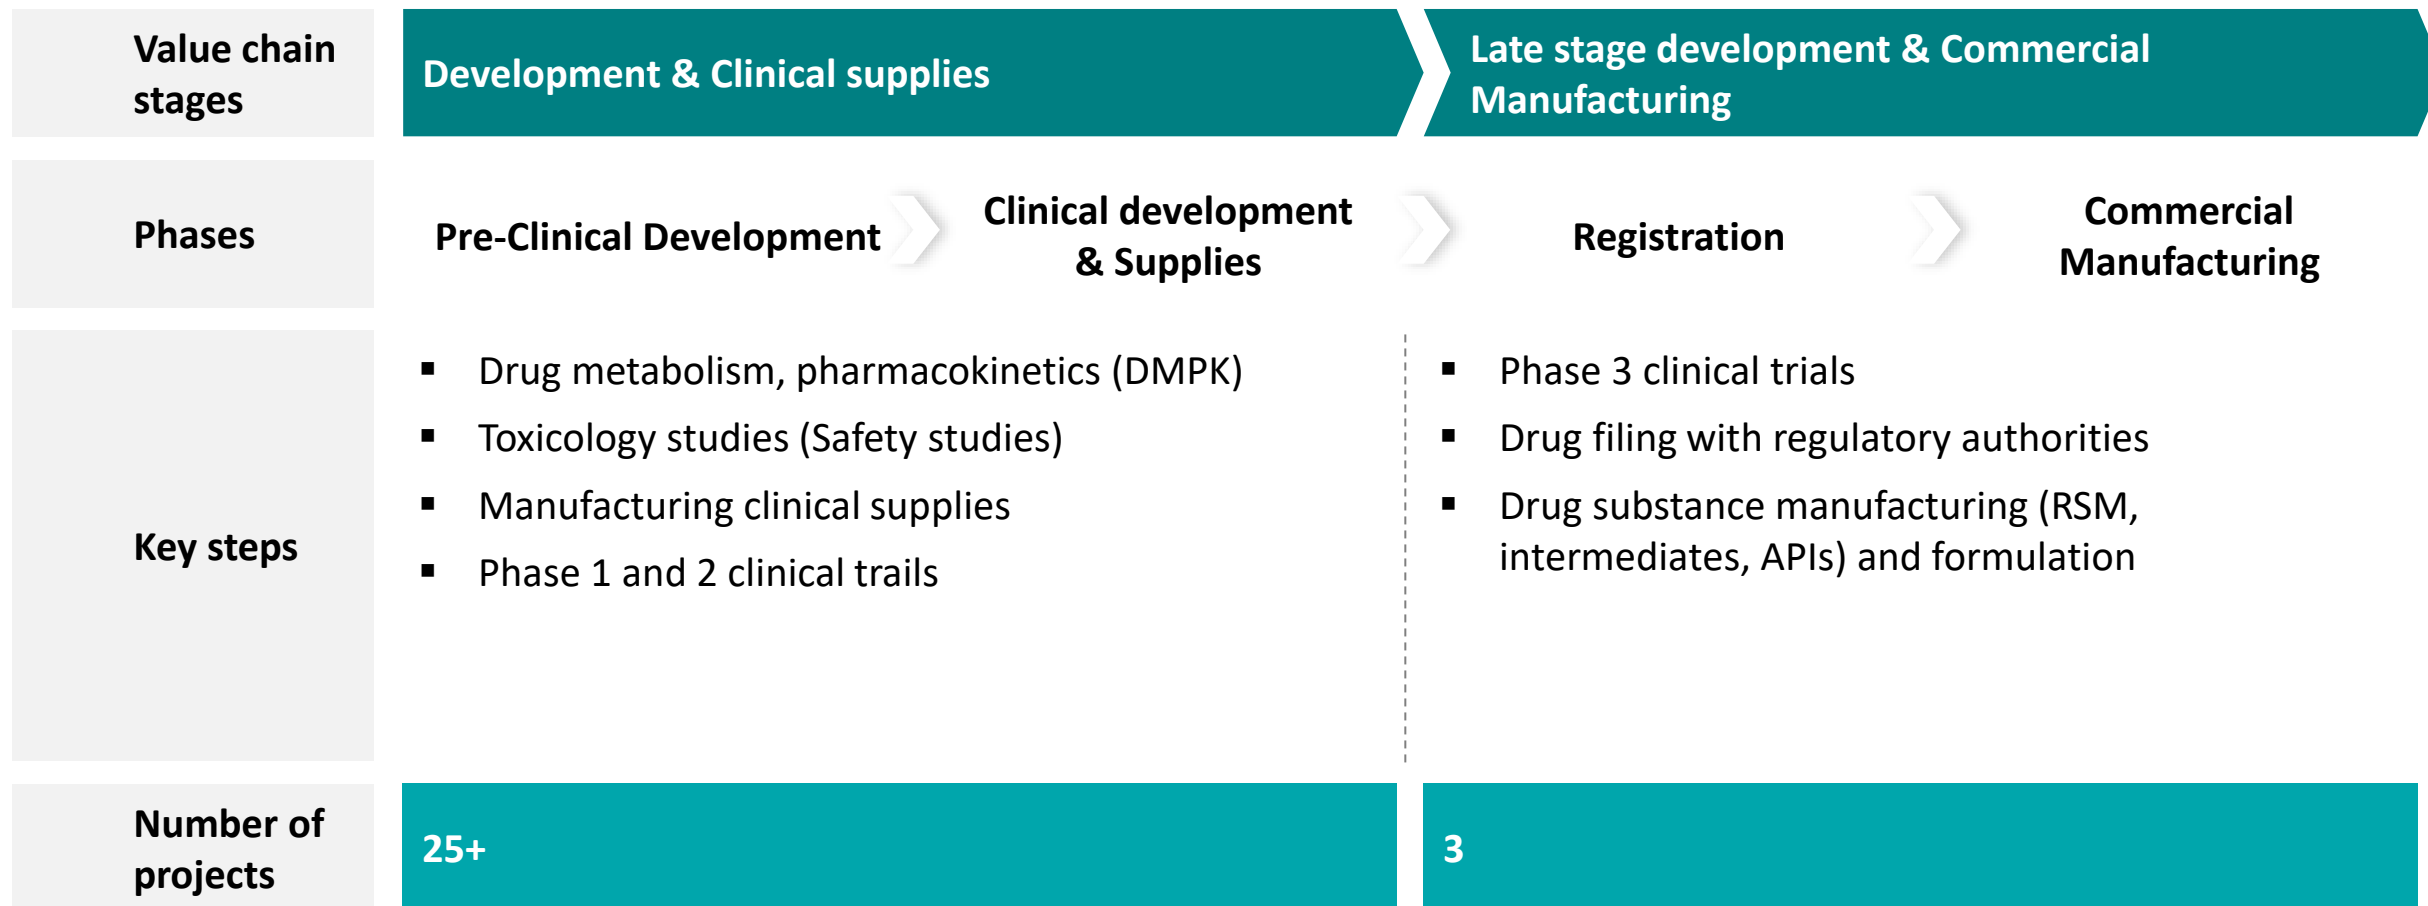 Value chain
stages
Development & Clinical supplies
Late stage development & Commercial
Manufacturing
Phases
Pre-Clinical Development
Clinical development
& Supplies
Registration
Commercial
Manufacturing
Key steps
▪ Drug metabolism, pharmacokinetics (DMPK)
▪ Toxicology studies (Safety studies)
▪ Manufacturing clinical supplies
▪ Phase 1 and 2 clinical trails
▪ Phase 3 clinical trials
▪ Drug filing with regulatory authorities
▪ Drug substance manufacturing (RSM,
intermediates, APIs) and formulation
Number of
projects
25+
3